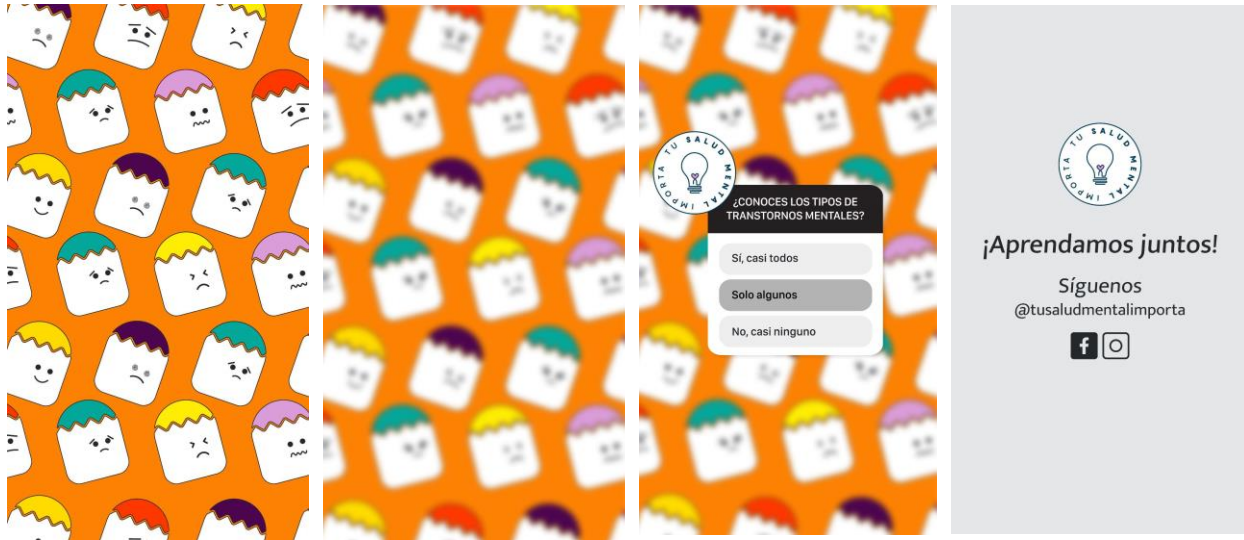 TU SALUD MENTAL IMPORTA
¿CONOCES LOS TIPOS DE
TRANSTORNOS MENTALES?
Sí, casi todos
Solo algunos
No, casi ninguno
TU SALUD MENTAL IMPORTA
¡Aprendamos juntos!
Síguenos
@tusaludmentalimporta
f